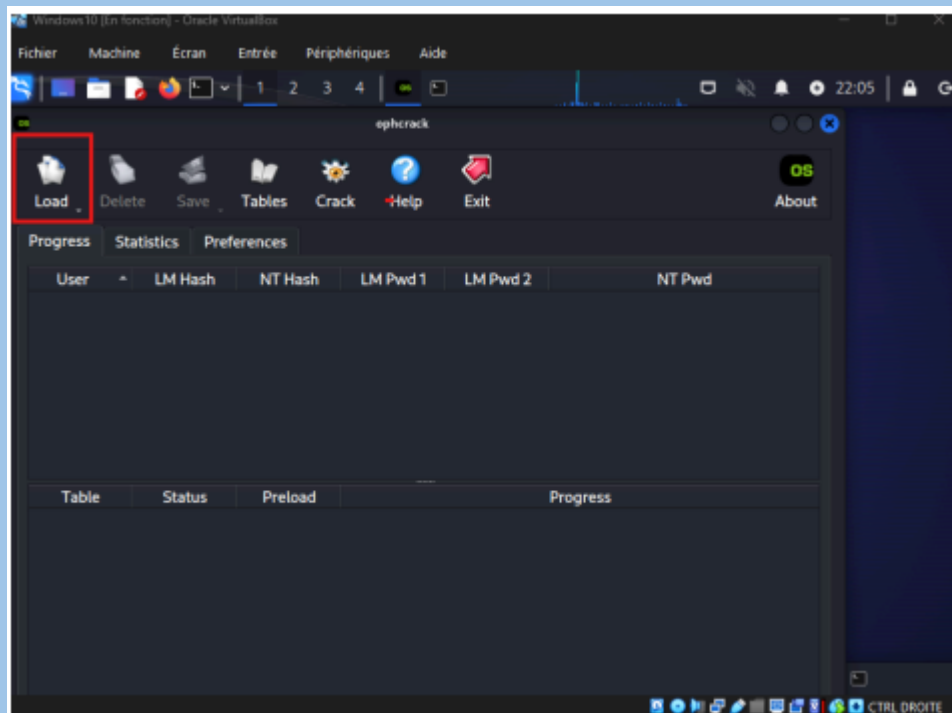 Windows10 [En fonction] - Oracle VirtualBox
Fichier Machine Écran Entrée Périphériques Aide
1 2 3 4 22:05
ophcrack
Load Delete Save Tables Crack Help Exit OS About
Progress Statistics Preferences
User LM Hash NT Hash LM Pwd 1 LM Pwd 2 NT Pwd
Table Status Preload Progress
CTRL DROITE